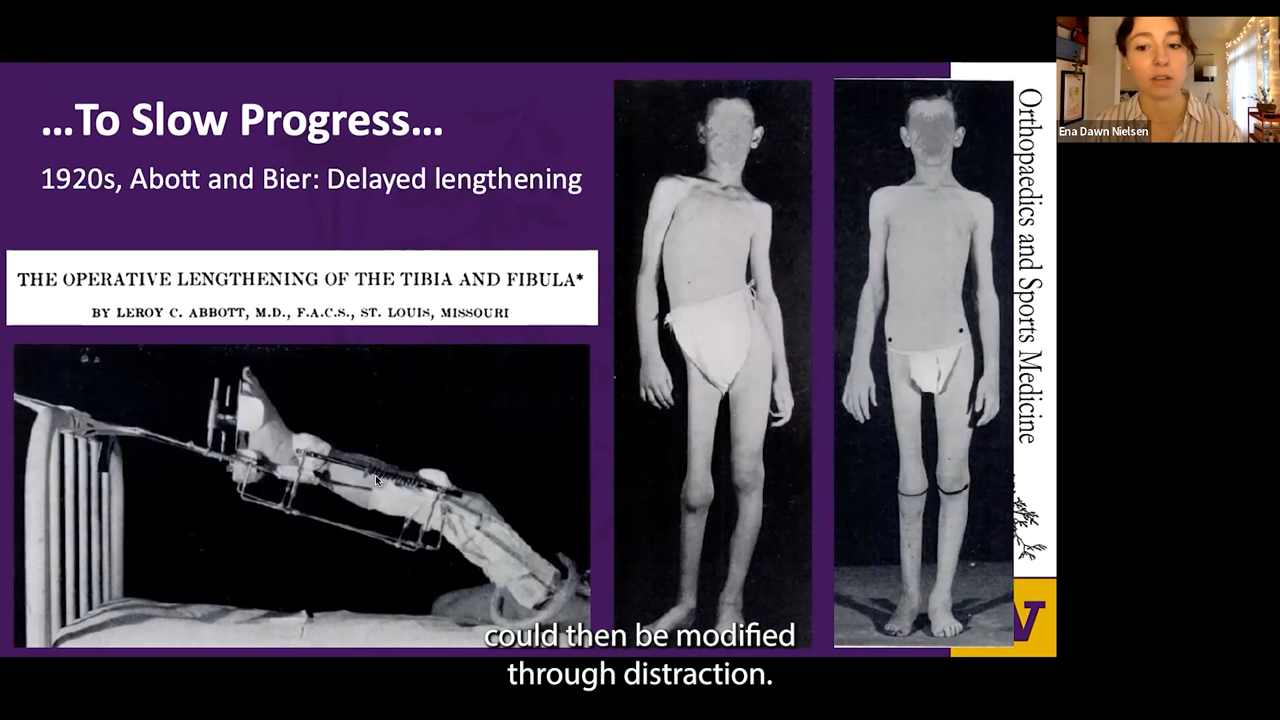 ...To Slow Progress...
1920s, Abott and Bier: Delayed lengthening
THE OPERATIVE LENGTHENING OF THE TIBIA AND FIBULA*
BY LEROY C. ABBOTT, M.D., F.A.C.S., ST. LOUIS, MISSOURI
Orthopaedics and Sports Medicine
Ena Dawn Nielsen
could then be modified
through distraction.